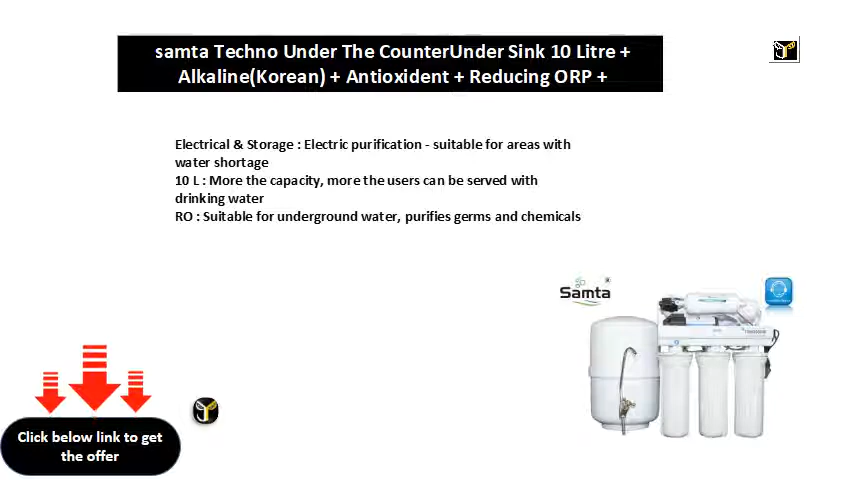 samta Techno Under The CounterUnder Sink 10 Litre +
Alkaline(Korean) + Antioxident + Reducing ORP +
Electrical & Storage : Electric purification - suitable for areas with
water shortage
10 L : More the capacity, more the users can be served with
drinking water
RO : Suitable for underground water, purifies germs and chemicals
Samta
Click below link to get
the offer